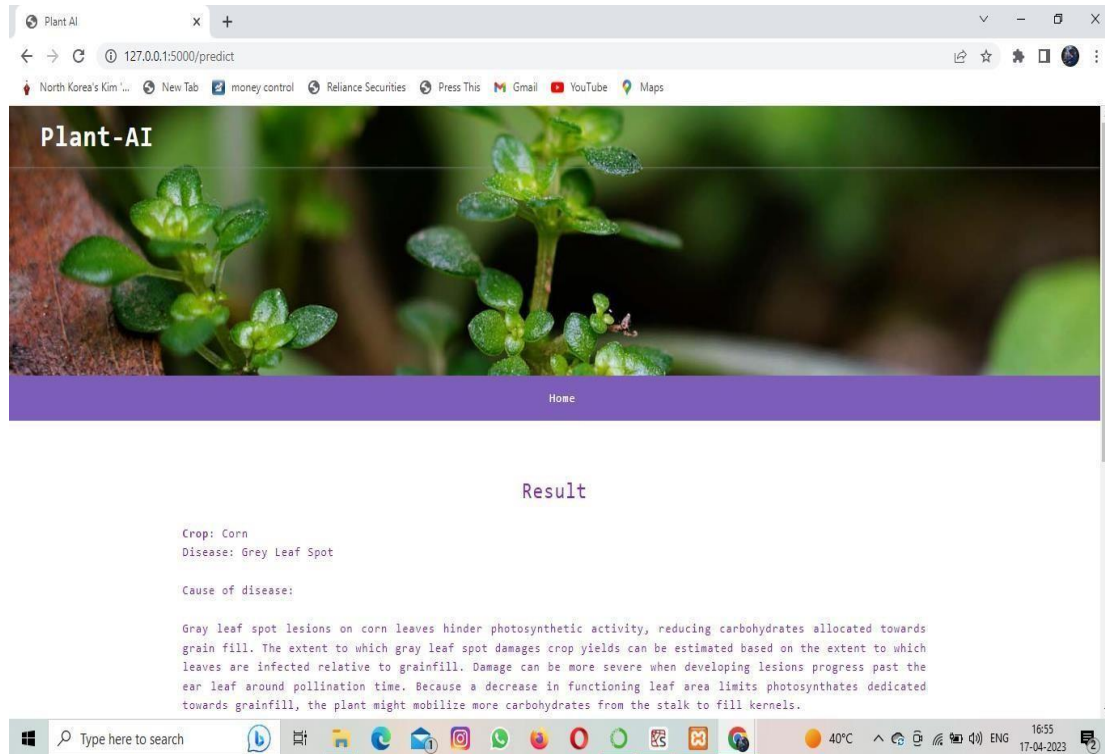 Plant AI
127.0.0.1:5000/predict
North Korea's Kim '... New Tab money control Reliance Securities Press This Gmail YouTube Maps
Plant-AI
Home
Result
Crop: Corn
Disease: Grey Leaf Spot
Cause of disease:
Gray leaf spot lesions on corn leaves hinder photosynthetic activity, reducing carbohydrates allocated towards
grain fill. The extent to which gray leaf spot damages crop yields can be estimated based on the extent to which
leaves are infected relative to grainfill. Damage can be more severe when developing lesions progress past the
ear leaf around pollination time. Because a decrease in functioning leaf area limits photosynthates dedicated
towards grainfill, the plant might mobilize more carbohydrates from the stalk to fill kernels.
Type here to search 1 40°C ENG 16:55
17-04-2023 2